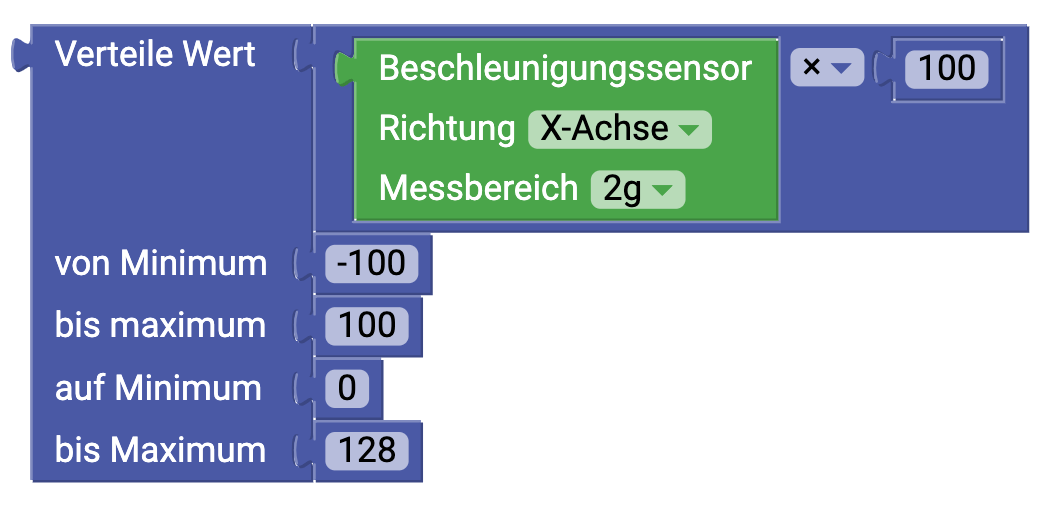 Verteile Wert
Beschleunigungssensor × 100
Richtung X-Achse
Messbereich 2g
von Minimum -100
bis maximum 100
auf Minimum 0
bis Maximum 128